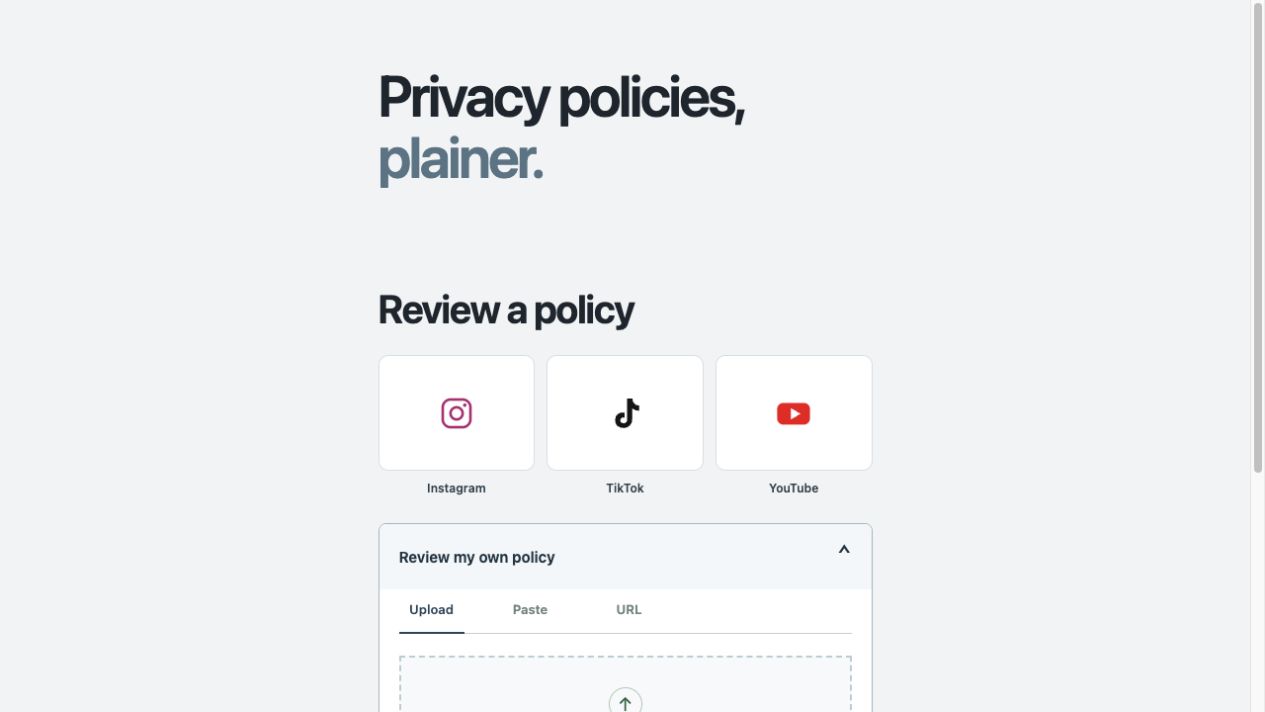 Privacy policies,
plainer.
Review a policy
Instagram
TikTok
YouTube
Review my own policy
Upload
Paste
URL